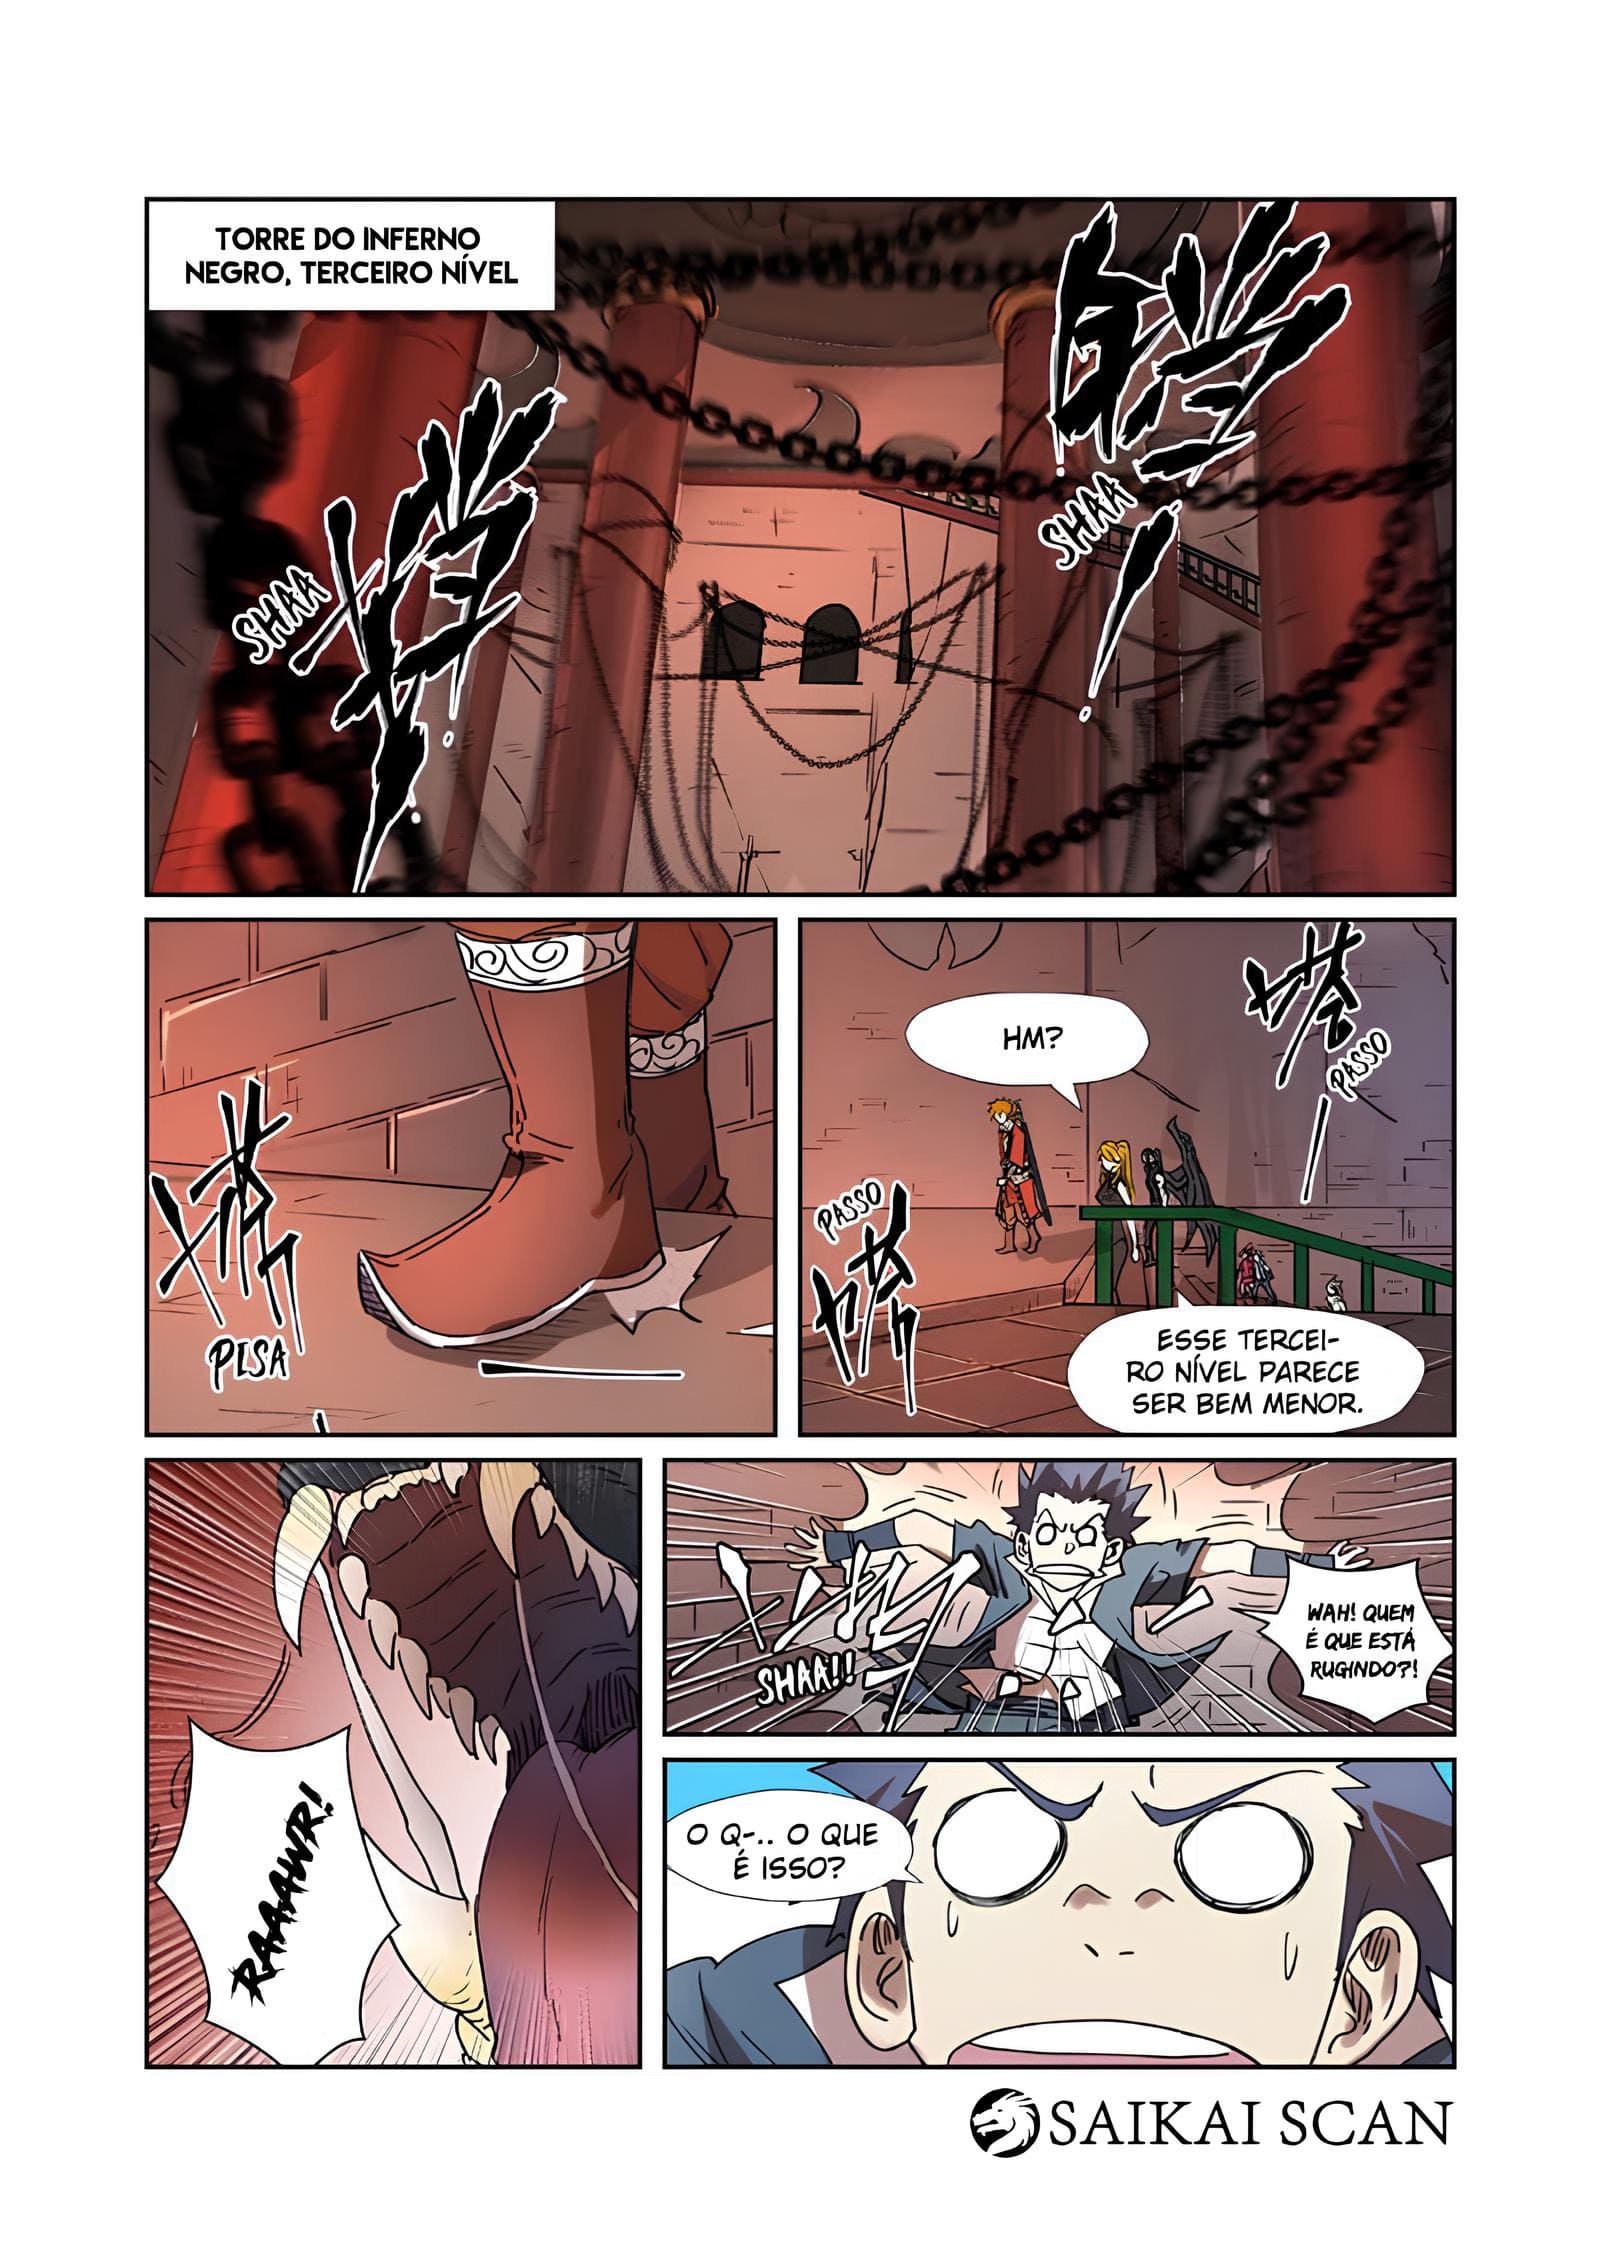 TORRE DO INFERNO
NEGRO, TERCEIRO NÍVEL
SHAA
SHAA
PISA
HM?
PASSO
PASSO
ESSE TERCEI-
RO NÍVEL PARECE
SER BEM MENOR.
RAAAWR!
SHAA!!
WAH! QUEM
É QUE ESTÁ
RUGINDO?!
O Q-.. O QUE
É ISSO?
SAIKAI SCAN